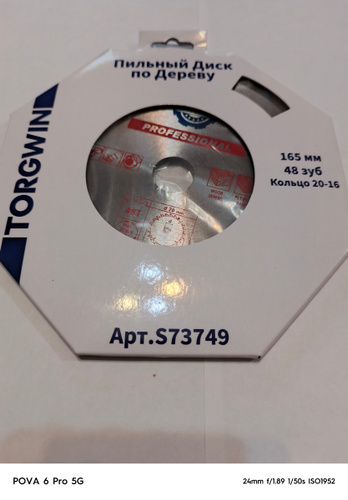 Пильный Диск
по Дереву
TORGWIN
PROFESSIONAL
165 мм
48 зуб
Кольцо 20-16
Арт.S73749
POVA 6 Pro 5G
24mm f/1.89 1/50s ISO1952